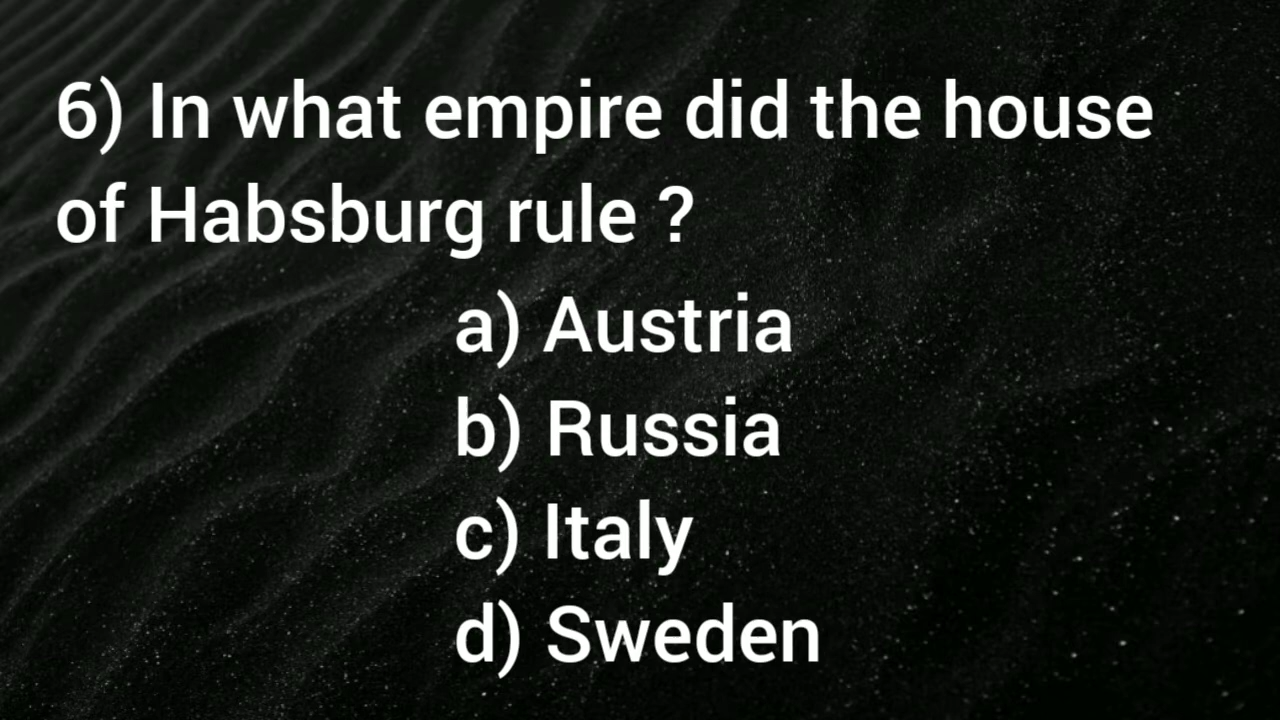 6) In what empire did the house
of Habsburg rule ?
a) Austria
b) Russia
c) Italy
d) Sweden